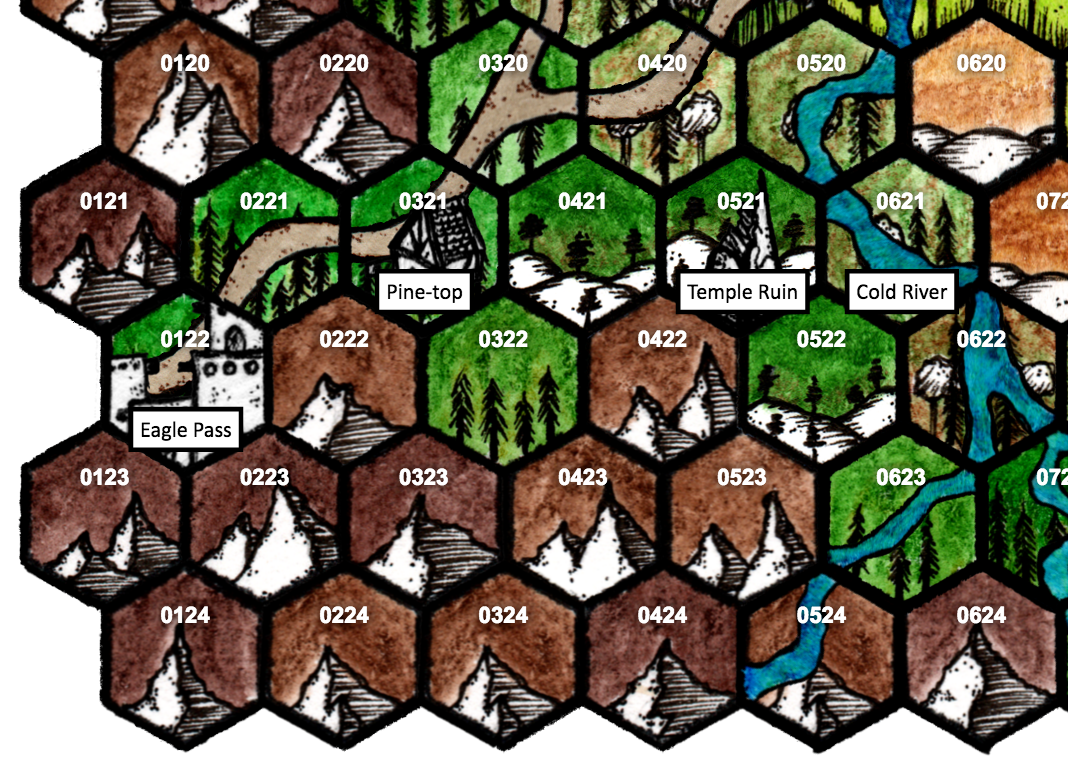 0120 0220 0320 0420 0520 0620
0121 0221 0321 0421 0521 0621 072
Pine-top Temple Ruin Cold River
0122 0222 0322 0422 0522 0622
Eagle Pass
0123 0223 0323 0423 0523 0623 072
0124 0224 0324 0424 0524 0624